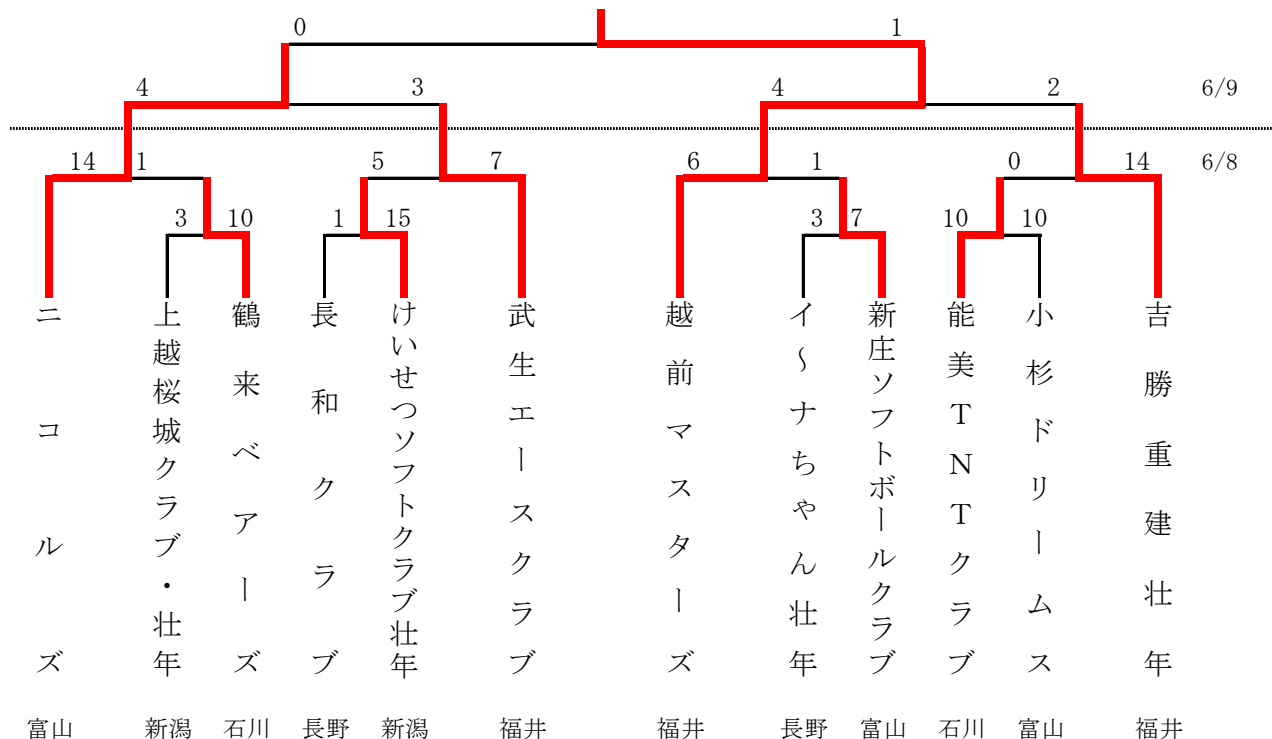 0 1
4 3 4 2 6/9
14 1 5 7 6 1 0 14 6/8
3 10 1 15 3 7 10 10
ニコルズ
上越桜城クラブ・壮年
鶴来ベアーズ
長和クラブ
けいせつソフトクラブ壮年
武生エースクラブ
越前マスターズ
イ～ナちゃん壮年
新庄ソフトボールクラブ
能美TNTクラブ
小杉ドリームス
吉勝重建壮年
富山 新潟 石川 長野 新潟 福井 福井 長野 富山 石川 富山 福井